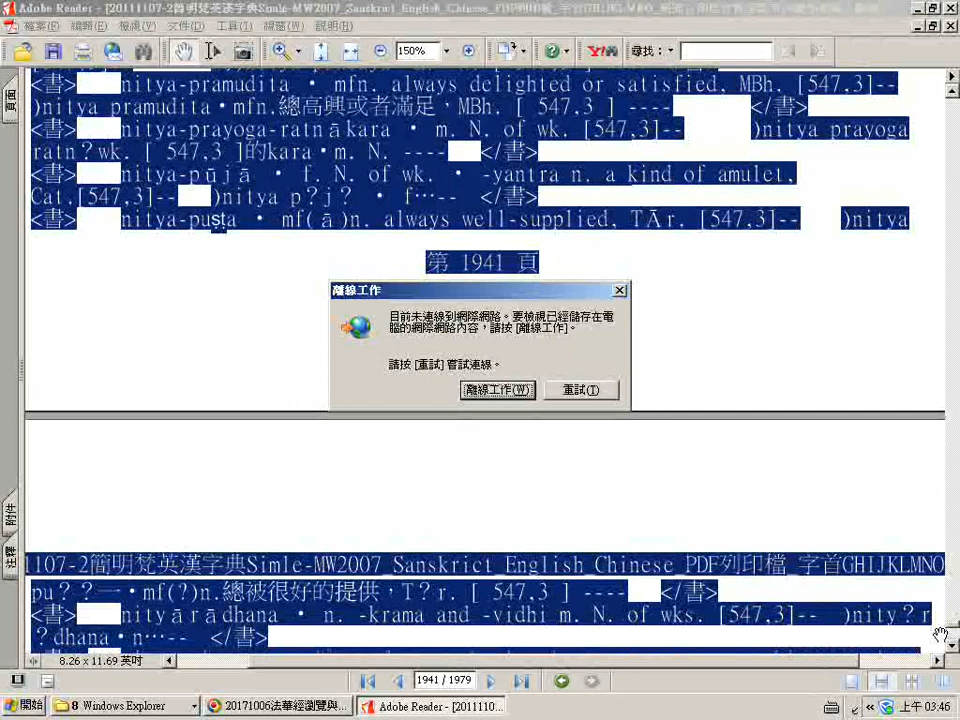 Adobe Reader - [20111107-2簡明梵英漢字典Simle-MW2007_Sanskrict_English_Chinese_PDF列印檔_字首GHIJKLMNO
檔案(F) 編輯(E) 檢視(V) 文件(D) 工具(T) 視窗(W) 說明(H)
150% 尋找：
頁面
<書> nitya-pramudita · mfn. always delighted or satisfied, MBh. [547,3]--
)nitya pramudita·mfn.總高興或者滿足，MBh. [ 547,3 ] ---- </書>
<書> nitya-prayoga-ratnākara · m. N. of wk. [547,3]-- )nitya prayoga
ratn？wk. [ 547,3 ]的kara·m. N. ---- </書>
<書> nitya-pūjā · f. N. of wk. · -yantra n. a kind of amulet,
Cat.[547,3]-- )nitya p？j？ · f…-- </書>
<書> nitya-puṣṭa · mf(ā)n. always well-supplied, TĀr. [547,3]-- )nitya
第 1941 頁
離線工作
目前未連線到網際網路。要檢視已經儲存在電
腦的網際網路內容，請按 [離線工作]。
請按 [重試] 嘗試連線。
離線工作(W) 重試(T)
附件
注釋
1107-2簡明梵英漢字典Simle-MW2007_Sanskrict_English_Chinese_PDF列印檔_字首GHIJKLMNO
pu？？一·mf(?)n.總被很好的提供，T？r. [ 547,3 ] ---- </書>
<書> nityārādhana · n. -krama and -vidhi m. N. of wks. [547,3]-- )nity？r
？dhana·n…-- </書>
8.26 x 11.69 英吋
1941 / 1979
開始 8 Windows Explorer 20171006法華經瀏覽與... Adobe Reader - [2011110... 上午 03:46